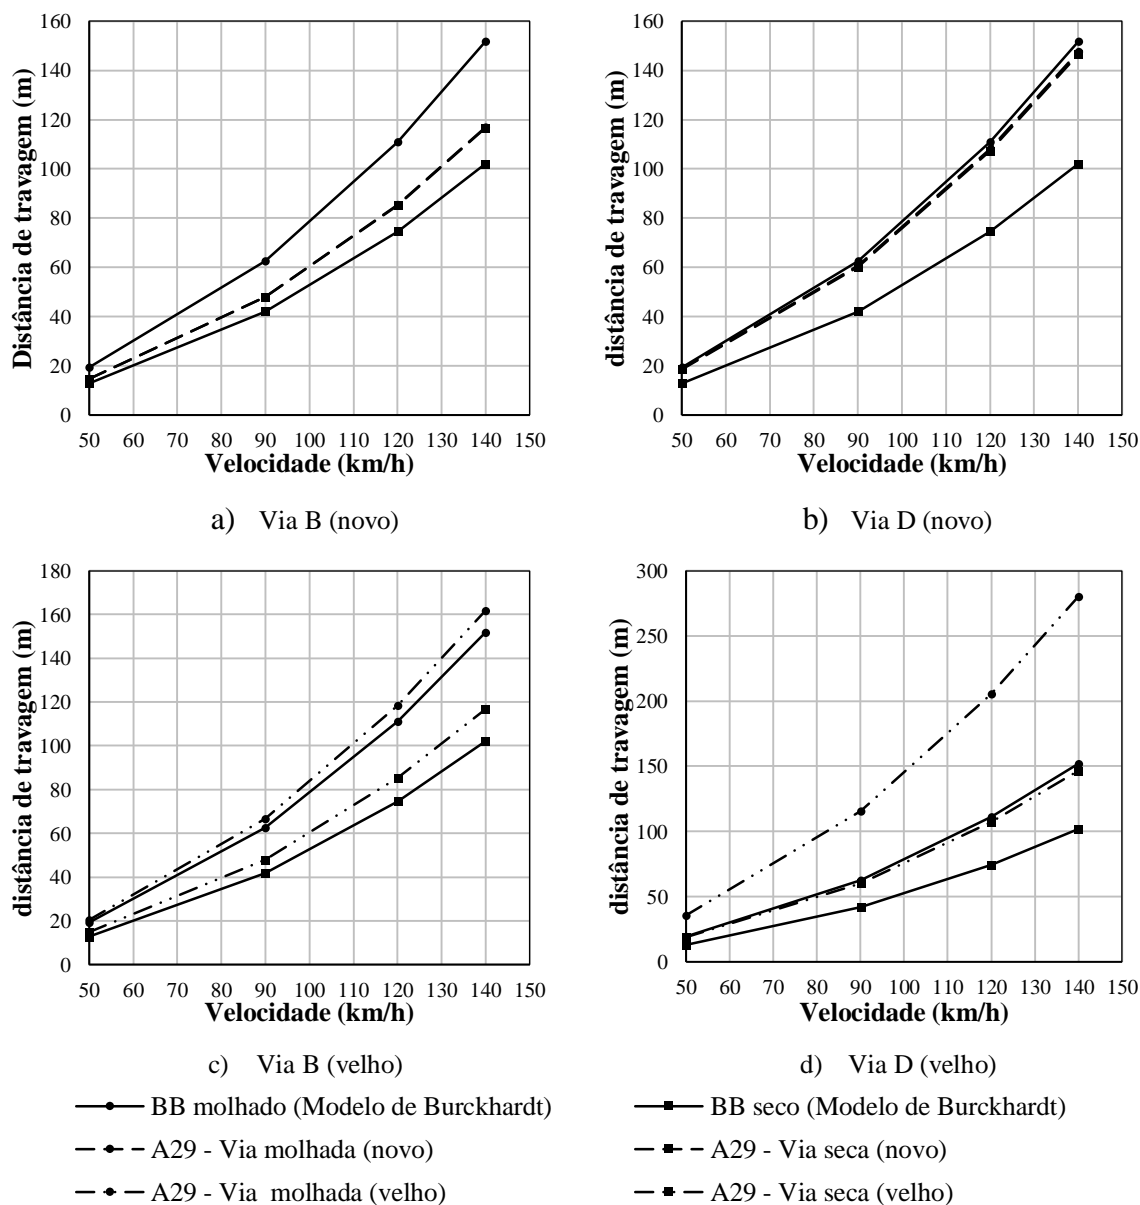 Distância de travagem (m)
160
140
120
100
80
60
40
20
0
50 60 70 80 90 100 110 120 130 140 150
Velocidade (km/h)
a) Via B (novo)
distância de travagem (m)
160
140
120
100
80
60
40
20
0
50 60 70 80 90 100 110 120 130 140 150
Velocidade (km/h)
b) Via D (novo)
distância de travagem (m)
180
160
140
120
100
80
60
40
20
0
50 60 70 80 90 100 110 120 130 140 150
Velocidade (km/h)
c) Via B (velho)
distância de travagem (m)
300
250
200
150
100
50
0
50 60 70 80 90 100 110 120 130 140 150
Velocidade (km/h)
d) Via D (velho)
BB molhado (Modelo de Burckhardt)
BB seco (Modelo de Burckhardt)
A29 - Via molhada (novo)
A29 - Via seca (novo)
A29 - Via molhada (velho)
A29 - Via seca (velho)